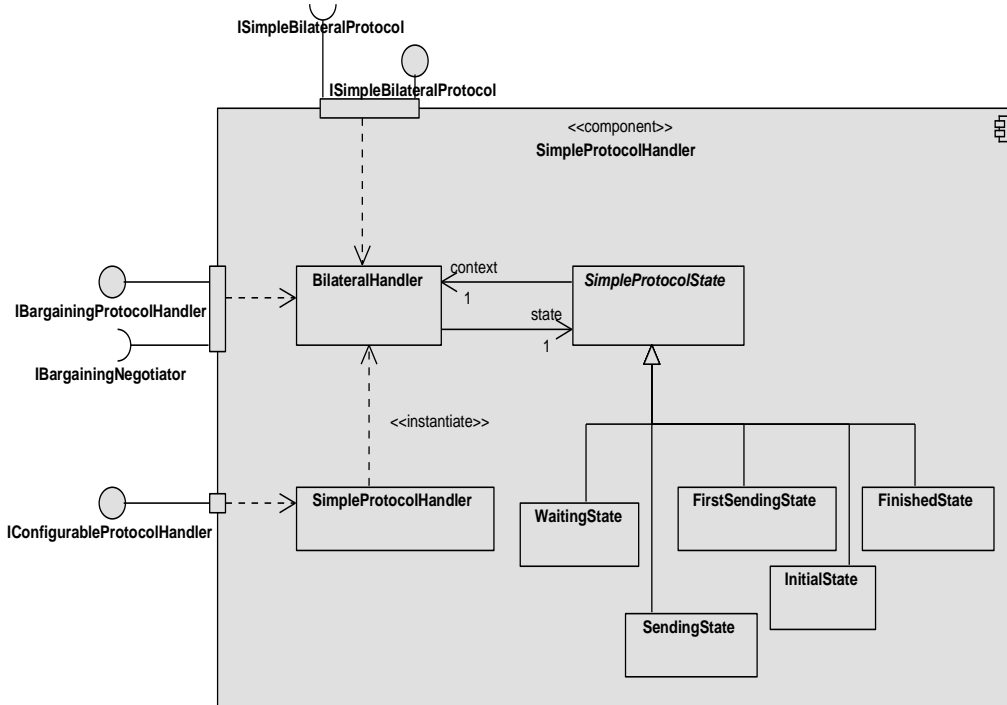 ISimpleBilateralProtocol
ISimpleBilateralProtocol
<<component>>
SimpleProtocolHandler
BilateralHandler
context
1
SimpleProtocolState
state
1
IBargainingProtocolHandler
IBargainingNegotiator
<<instantiate>>
SimpleProtocolHandler
WaitingState
FirstSendingState
FinishedState
IConfigurableProtocolHandler
InitialState
SendingState